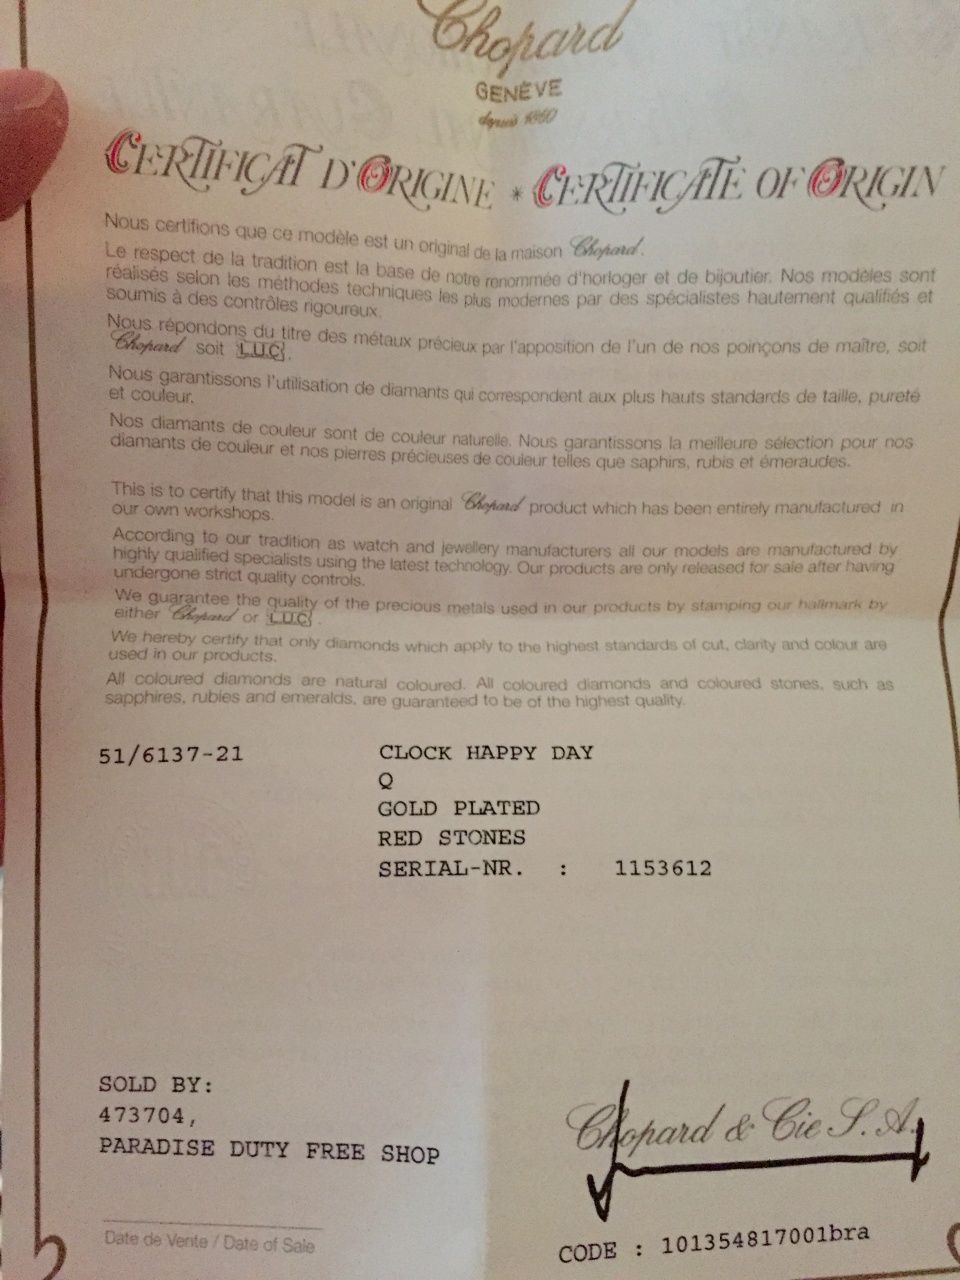 Chopard
GENÈVE
depuis 1860
CERTIFICAT D'ORIGINE * CERTIFICATE OF ORIGIN
Nous certifions que ce modèle est un original de la maison Chopard.
Le respect de la tradition est la base de notre renommée d'horloger et de bijoutier. Nos modèles sont
réalisés selon les méthodes techniques les plus modernes par des spécialistes hautement qualifiés et
soumis à des contrôles rigoureux.
Nous répondons du titre des métaux précieux par l'apposition de l'un de nos poinçons de maître, soit
Chopard soit L.U.C.
Nous garantissons l'utilisation de diamants qui correspondent aux plus hauts standards de taille, pureté
et couleur.
Nos diamants de couleur sont de couleur naturelle. Nous garantissons la meilleure sélection pour nos
diamants de couleur et nos pierres précieuses de couleur telles que saphirs, rubis et émeraudes.
This is to certify that this model is an original Chopard product which has been entirely manufactured in
our own workshops.
According to our tradition as watch and jewellery manufacturers all our models are manufactured by
highly qualified specialists using the latest technology. Our products are only released for sale after having
undergone strict quality controls.
We guarantee the quality of the precious metals used in our products by stamping our hallmark by
either Chopard or L.U.C.
We hereby certify that only diamonds which apply to the highest standards of cut, clarity and colour are
used in our products.
All coloured diamonds are natural coloured. All coloured diamonds and coloured stones, such as
sapphires, rubies and emeralds, are guaranteed to be of the highest quality.
51/6137-21 CLOCK HAPPY DAY
Q
GOLD PLATED
RED STONES
SERIAL-NR. : 1153612
SOLD BY:
473704,
PARADISE DUTY FREE SHOP
Chopard & Cie S.A.
Date de Vente / Date of Sale
CODE : 101354817001bra